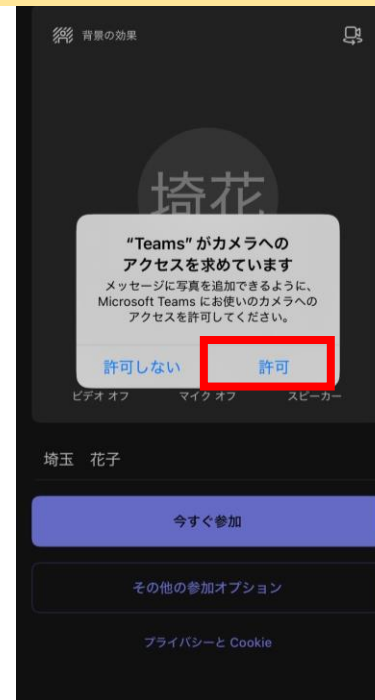 背景の効果
埼花
“Teams” がカメラへの
アクセスを求めています
メッセージに写真を追加できるように、
Microsoft Teams にお使いのカメラへの
アクセスを許可してください。
許可しない 許可
ビデオ オフ マイク オフ スピーカー
埼玉 花子
今すぐ参加
その他の参加オプション
プライバシーと Cookie